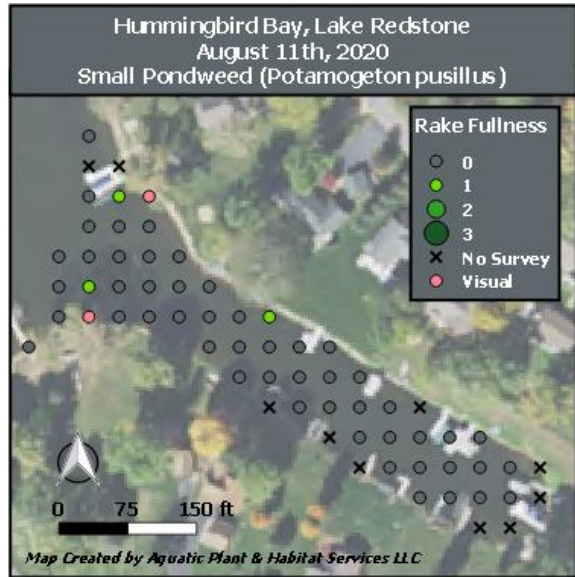 Hummingbird Bay, Lake Redstone
August 11th, 2020
Small Pondweed (Potamogeton pusillus)
Rake Fullness
0
1
2
3
No Survey
Visual
0 75 150 ft
Map Created by Aquatic Plant & Habitat Services LLC